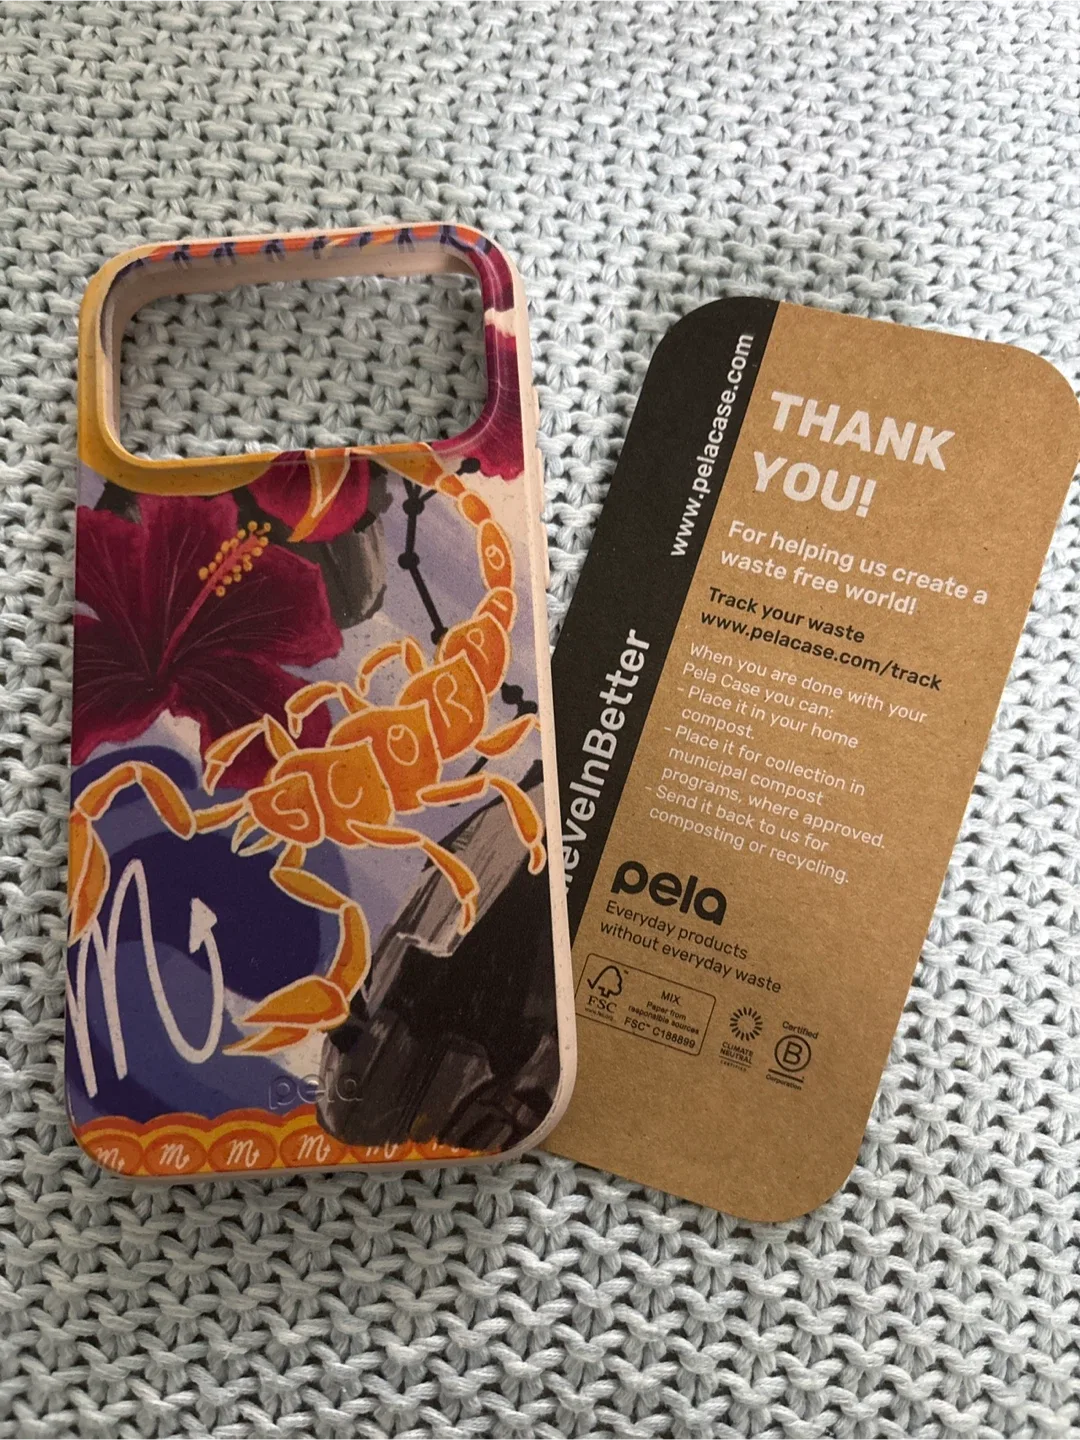 SCORPIO
pela
www.pelacase.com
THANK
YOU!
For helping us create a
waste free world!
Track your waste
www.pelacase.com/track
When you are done with your
Pela Case you can:
- Place it in your home
compost.
- Place it for collection in
municipal compost
programs, where approved.
- Send it back to us for
composting or recycling.
pela
Everyday products
without everyday waste
FSC
MIX
Paper from
responsible sources
FSC™ C188899
CLIMATE
NEUTRAL
CERTIFIED
Certified
B
Corporation